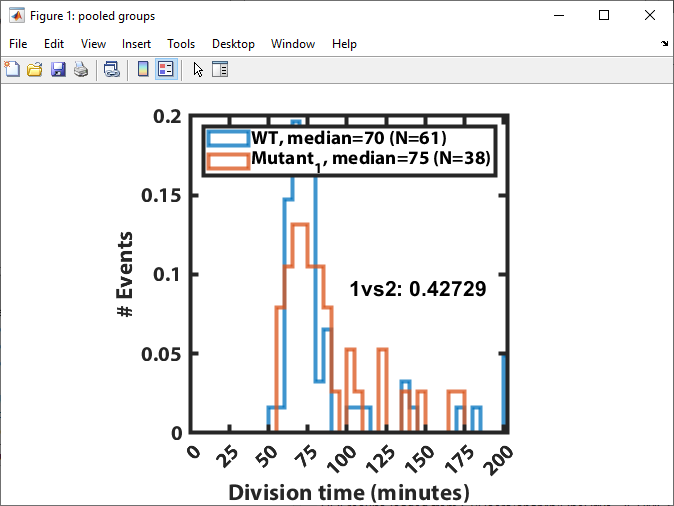 Figure 1: pooled groups
File Edit View Insert Tools Desktop Window Help
0.2
WT, median=70 (N=61)
Mutant1, median=75 (N=38)
0.15
# Events
0.1
1vs2: 0.42729
0.05
0
0 25 50 75 100 125 150 175 200
Division time (minutes)